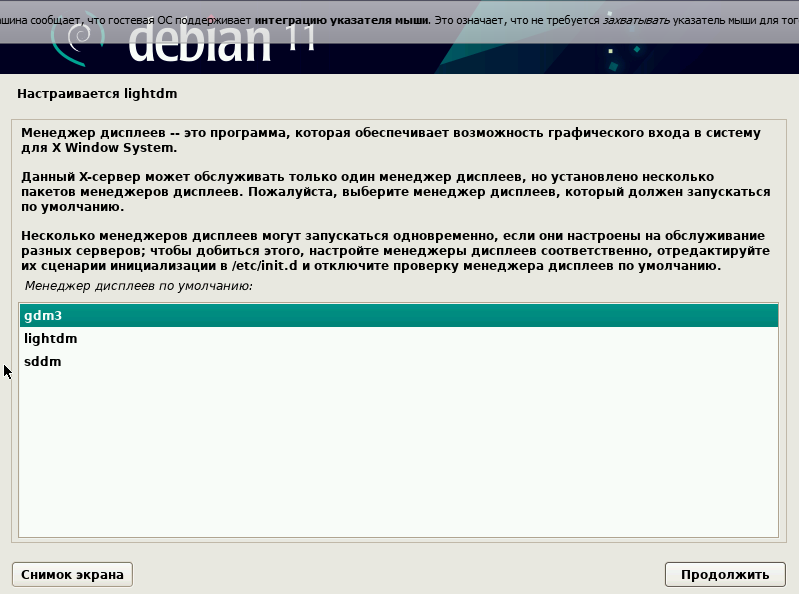 ашина сообщает, что гостевая ОС поддерживает интеграцию указателя мыши. Это означает, что не требуется захватывать указатель мыши для тог
debian 11
Настраивается lightdm
Менеджер дисплеев -- это программа, которая обеспечивает возможность графического входа в систему
для X Window System.
Данный X-сервер может обслуживать только один менеджер дисплеев, но установлено несколько
пакетов менеджеров дисплеев. Пожалуйста, выберите менеджер дисплеев, который должен запускаться
по умолчанию.
Несколько менеджеров дисплеев могут запускаться одновременно, если они настроены на обслуживание
разных серверов; чтобы добиться этого, настройте менеджеры дисплеев соответственно, отредактируйте
их сценарии инициализации в /etc/init.d и отключите проверку менеджера дисплеев по умолчанию.
Менеджер дисплеев по умолчанию:
gdm3
lightdm
sddm
Снимок экрана
Продолжить